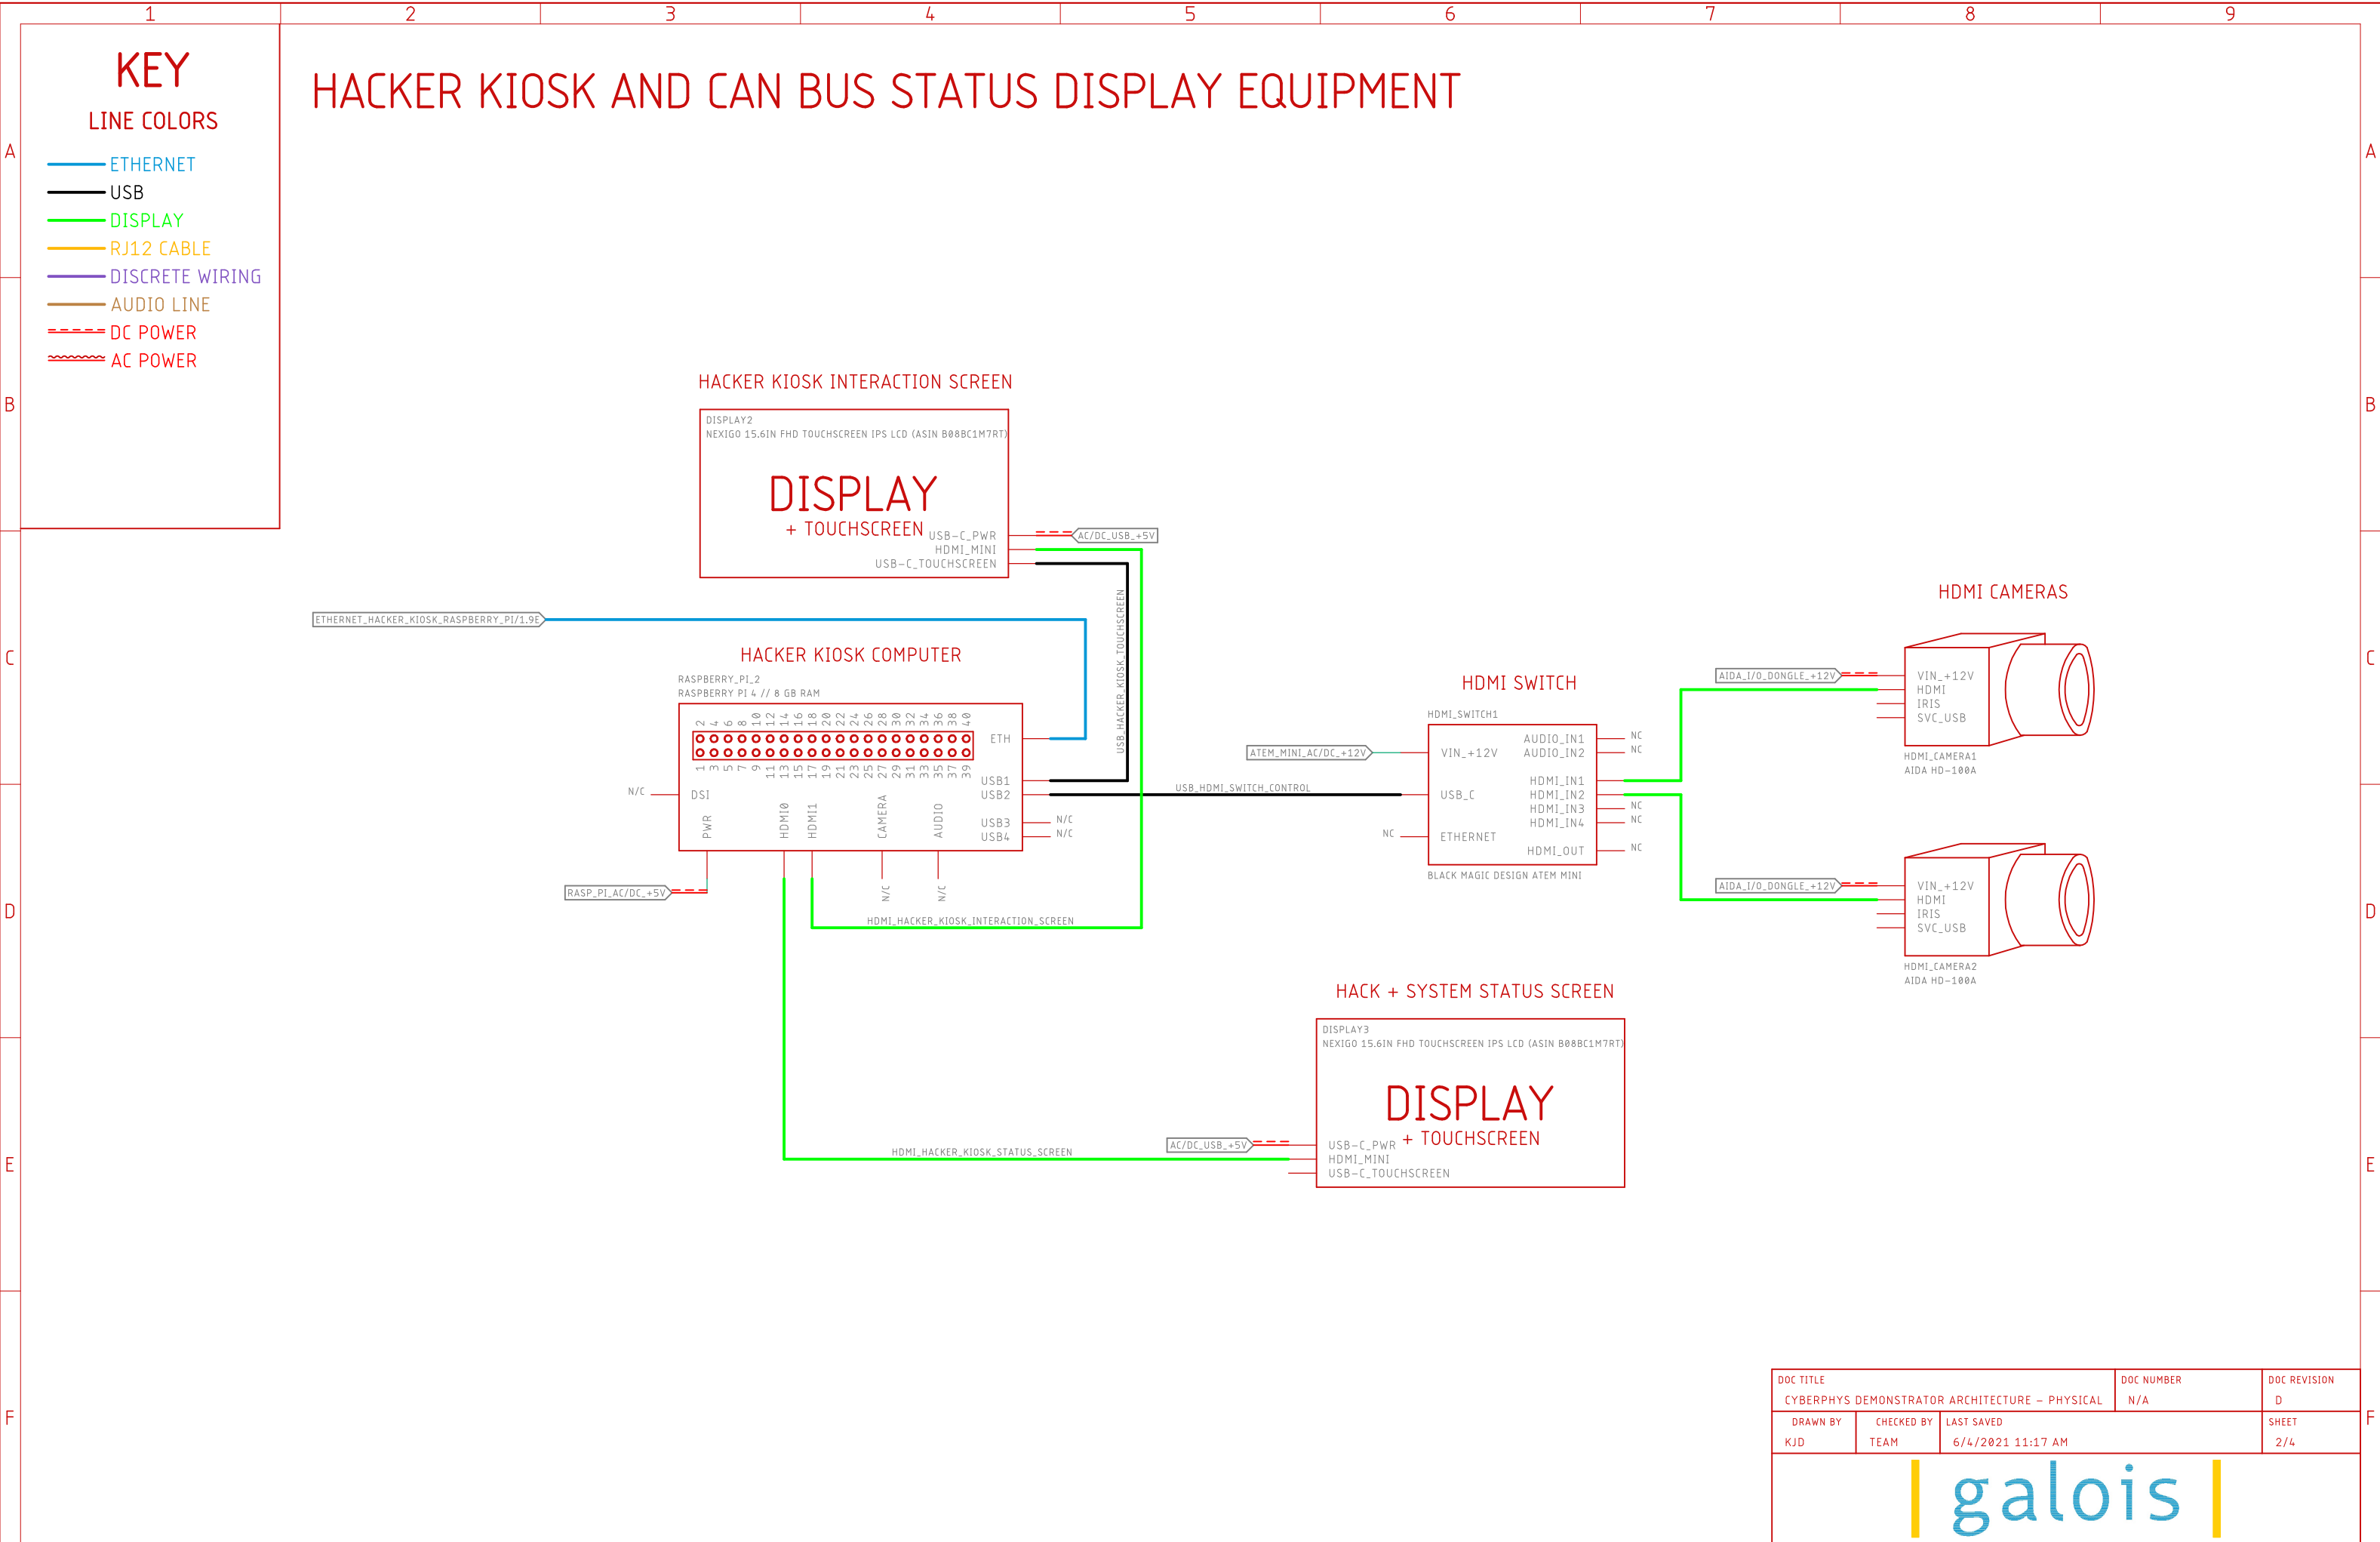 1 2 3 4 5 6 7 8 9
A A
B B
C C
D D
E E
F F
KEY
LINE COLORS
ETHERNET
USB
DISPLAY
RJ12 CABLE
DISCRETE WIRING
AUDIO LINE
DC POWER
AC POWER
HACKER KIOSK AND CAN BUS STATUS DISPLAY EQUIPMENT
HACKER KIOSK INTERACTION SCREEN
DISPLAY2
NEXIGO 15.6IN FHD TOUCHSCREEN IPS LCD (ASIN B08BC1M7RT)
DISPLAY
+ TOUCHSCREEN
USB-C_PWR
HDMI_MINI
USB-C_TOUCHSCREEN
AC/DC_USB_+5V
ETHERNET_HACKER_KIOSK_RASPBERRY_PI/1.9E
USB_HACKER_KIOSK_TOUCHSCREEN
HACKER KIOSK COMPUTER
RASPBERRY_PI_2
RASPBERRY PI 4 // 8 GB RAM
2 4 6 8 10 12 14 16 18 20 22 24 26 28 30 32 34 36 38 40
1 3 5 7 9 11 13 15 17 19 21 23 25 27 29 31 33 35 37 39
ETH
USB1
USB2
USB3
USB4
N/C
N/C
N/C
DSI
PWR
HDMI0
HDMI1
CAMERA
AUDIO
N/C
N/C
RASP_PI_AC/DC_+5V
HDMI_HACKER_KIOSK_INTERACTION_SCREEN
USB_HDMI_SWITCH_CONTROL
HDMI SWITCH
HDMI_SWITCH1
ATEM_MINI_AC/DC_+12V
VIN_+12V
USB_C
NC
ETHERNET
AUDIO_IN1
AUDIO_IN2
HDMI_IN1
HDMI_IN2
HDMI_IN3
HDMI_IN4
HDMI_OUT
NC
NC
NC
NC
NC
BLACK MAGIC DESIGN ATEM MINI
HDMI CAMERAS
AIDA_I/O_DONGLE_+12V
VIN_+12V
HDMI
IRIS
SVC_USB
HDMI_CAMERA1
AIDA HD-100A
AIDA_I/O_DONGLE_+12V
VIN_+12V
HDMI
IRIS
SVC_USB
HDMI_CAMERA2
AIDA HD-100A
HACK + SYSTEM STATUS SCREEN
DISPLAY3
NEXIGO 15.6IN FHD TOUCHSCREEN IPS LCD (ASIN B08BC1M7RT)
DISPLAY
+ TOUCHSCREEN
AC/DC_USB_+5V
USB-C_PWR
HDMI_MINI
USB-C_TOUCHSCREEN
HDMI_HACKER_KIOSK_STATUS_SCREEN
DOC TITLE
CYBERPHYS DEMONSTRATOR ARCHITECTURE - PHYSICAL
DOC NUMBER
N/A
DOC REVISION
D
DRAWN BY
KJD
CHECKED BY
TEAM
LAST SAVED
6/4/2021 11:17 AM
SHEET
2/4
galois